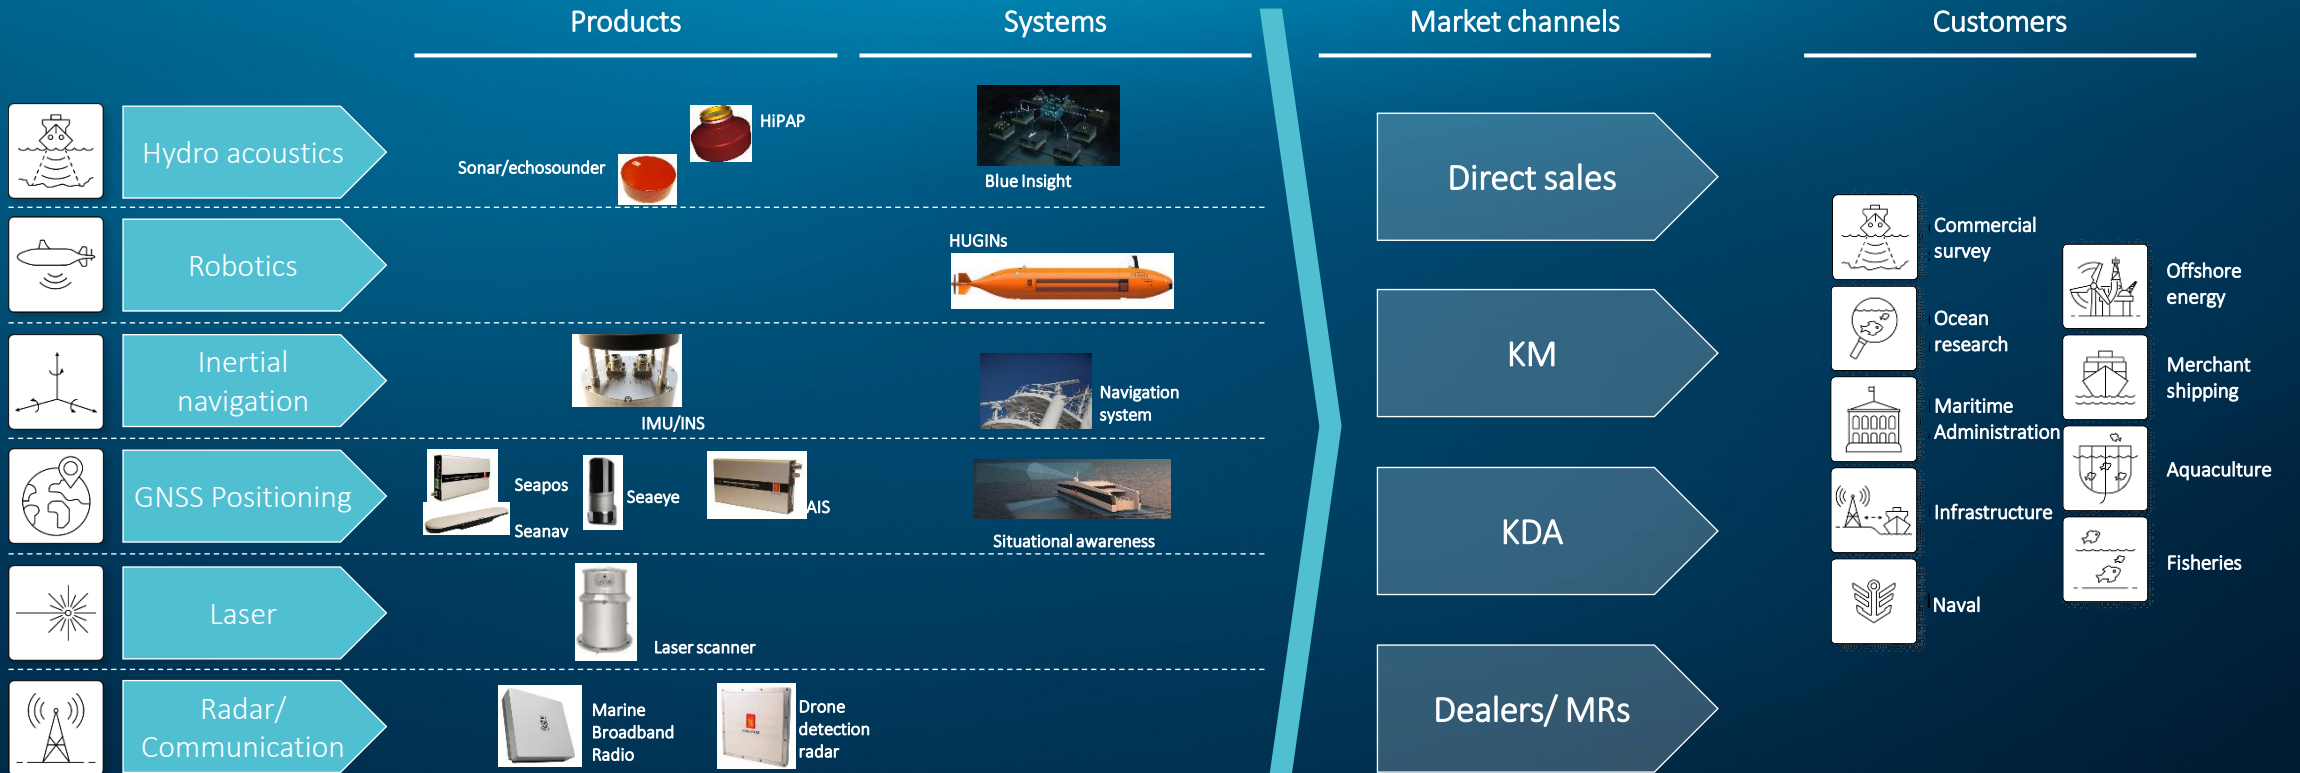 Products
Systems
Market channels
Customers
Hydro acoustics
HiPAP
Sonar/echosounder
Blue Insight
Robotics
HUGINs
Inertial
navigation
IMU/INS
Navigation
system
GNSS Positioning
Seapos
Seanav
Seaeye
AIS
Situational awareness
Laser
Laser scanner
Radar/
Communication
Marine
Broadband
Radio
Drone
detection
radar
Direct sales
KM
KDA
Dealers/ MRs
Commercial
survey
Ocean
research
Maritime
Administration
Infrastructure
Naval
Offshore
energy
Merchant
shipping
Aquaculture
Fisheries